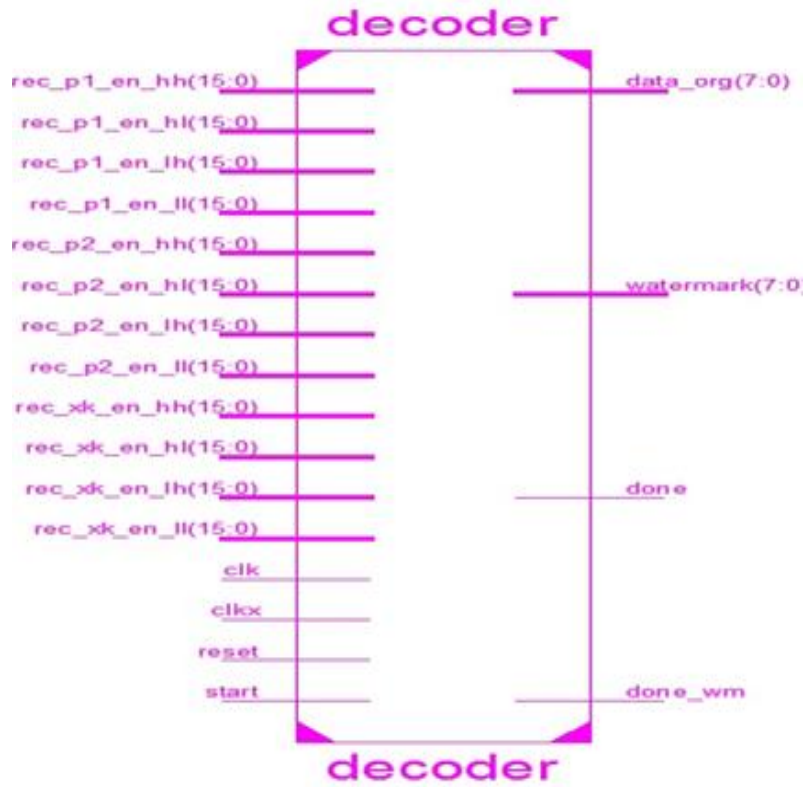 decoder
rec_p1_en_hh(15:0)
data_org(7:0)
rec_p1_en_hl(15:0)
rec_p1_en_lh(15:0)
rec_p1_en_ll(15:0)
rec_p2_en_hh(15:0)
rec_p2_en_hl(15:0)
watermark(7:0)
rec_p2_en_lh(15:0)
rec_p2_en_ll(15:0)
rec_xk_en_hh(15:0)
rec_xk_en_hl(15:0)
rec_xk_en_lh(15:0)
done
rec_xk_en_ll(15:0)
clk
clkx
reset
start
done_wm
decoder